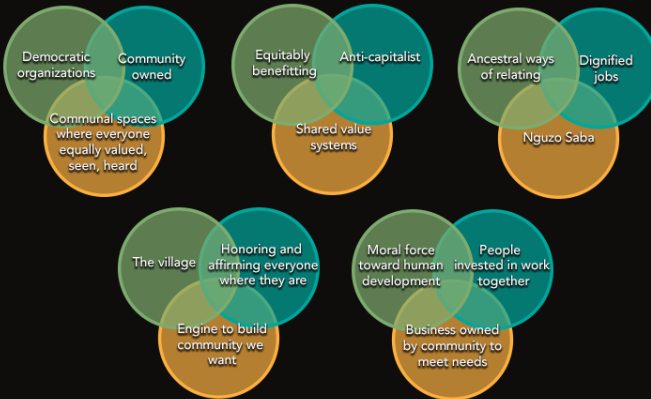 Democratic
organizations
Community
owned
Communal spaces
where everyone
equally valued,
seen, heard
Equitably
benefitting
Anti-capitalist
Shared value
systems
Ancestral ways
of relating
Dignified
jobs
Nguzo Saba
The village
Honoring and
affirming everyone
where they are
Engine to build
community we
want
Moral force
toward human
development
People
invested in work
together
Business owned
by community to
meet needs